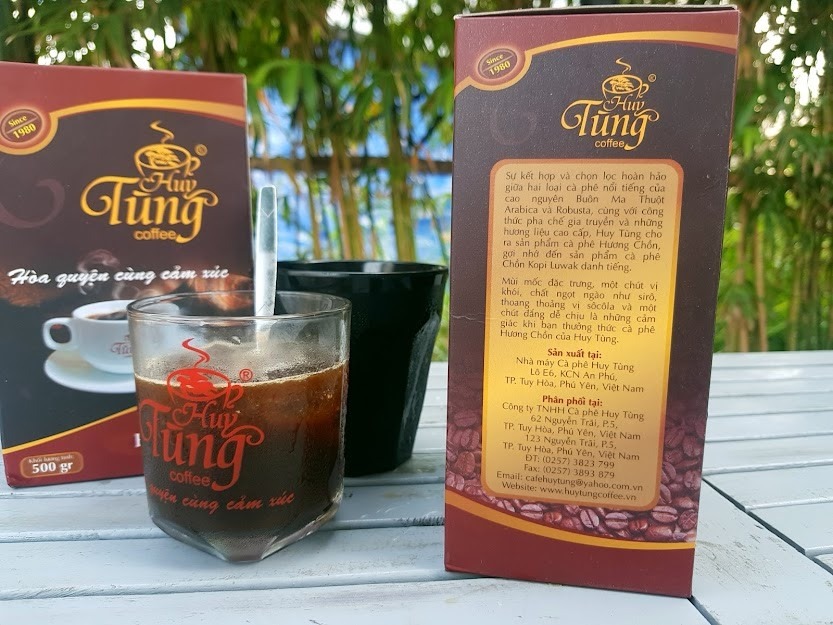 Since
1980
Huy
Tùng
coffee
Hòa quyện cùng cảm xúc
Khối lượng tịnh:
500 gr
®
Huy
Tùng
coffee
quyện cùng cảm xúc
Since
1980
®
Huy
Tùng
coffee
Sự kết hợp và chọn lọc hoàn hảo
giữa hai loại cà phê nổi tiếng của
cao nguyên Buôn Ma Thuột
Arabica và Robusta, cùng với công
thức pha chế gia truyền và những
hương liệu cao cấp, Huy Tùng cho
ra sản phẩm cà phê Hương Chồn,
gợi nhớ đến sản phẩm cà phê
Chồn Kopi Luwak danh tiếng.
Mùi mốc đặc trưng, một chút vị
khói, chất ngọt ngào như sirô,
thoang thoảng vị sôcôla và một
chút đắng dễ chịu là những cảm
giác khi bạn thưởng thức cà phê
Hương Chồn của Huy Tùng.
Sản xuất tại:
Nhà máy Cà phê Huy Tùng
Lô E6, KCN An Phú,
TP. Tuy Hòa, Phú Yên, Việt Nam
Phân phối tại:
Công ty TNHH Cà phê Huy Tùng
62 Nguyễn Trãi, P.5,
TP. Tuy Hòa, Phú Yên, Việt Nam
123 Nguyễn Trãi, P.5,
TP. Tuy Hòa, Phú Yên, Việt Nam
ĐT: (0257) 3823 799
Fax: (0257) 3893 879
Email: cafehuytung@yahoo.com.vn
Website: www.huytungcoffee.vn